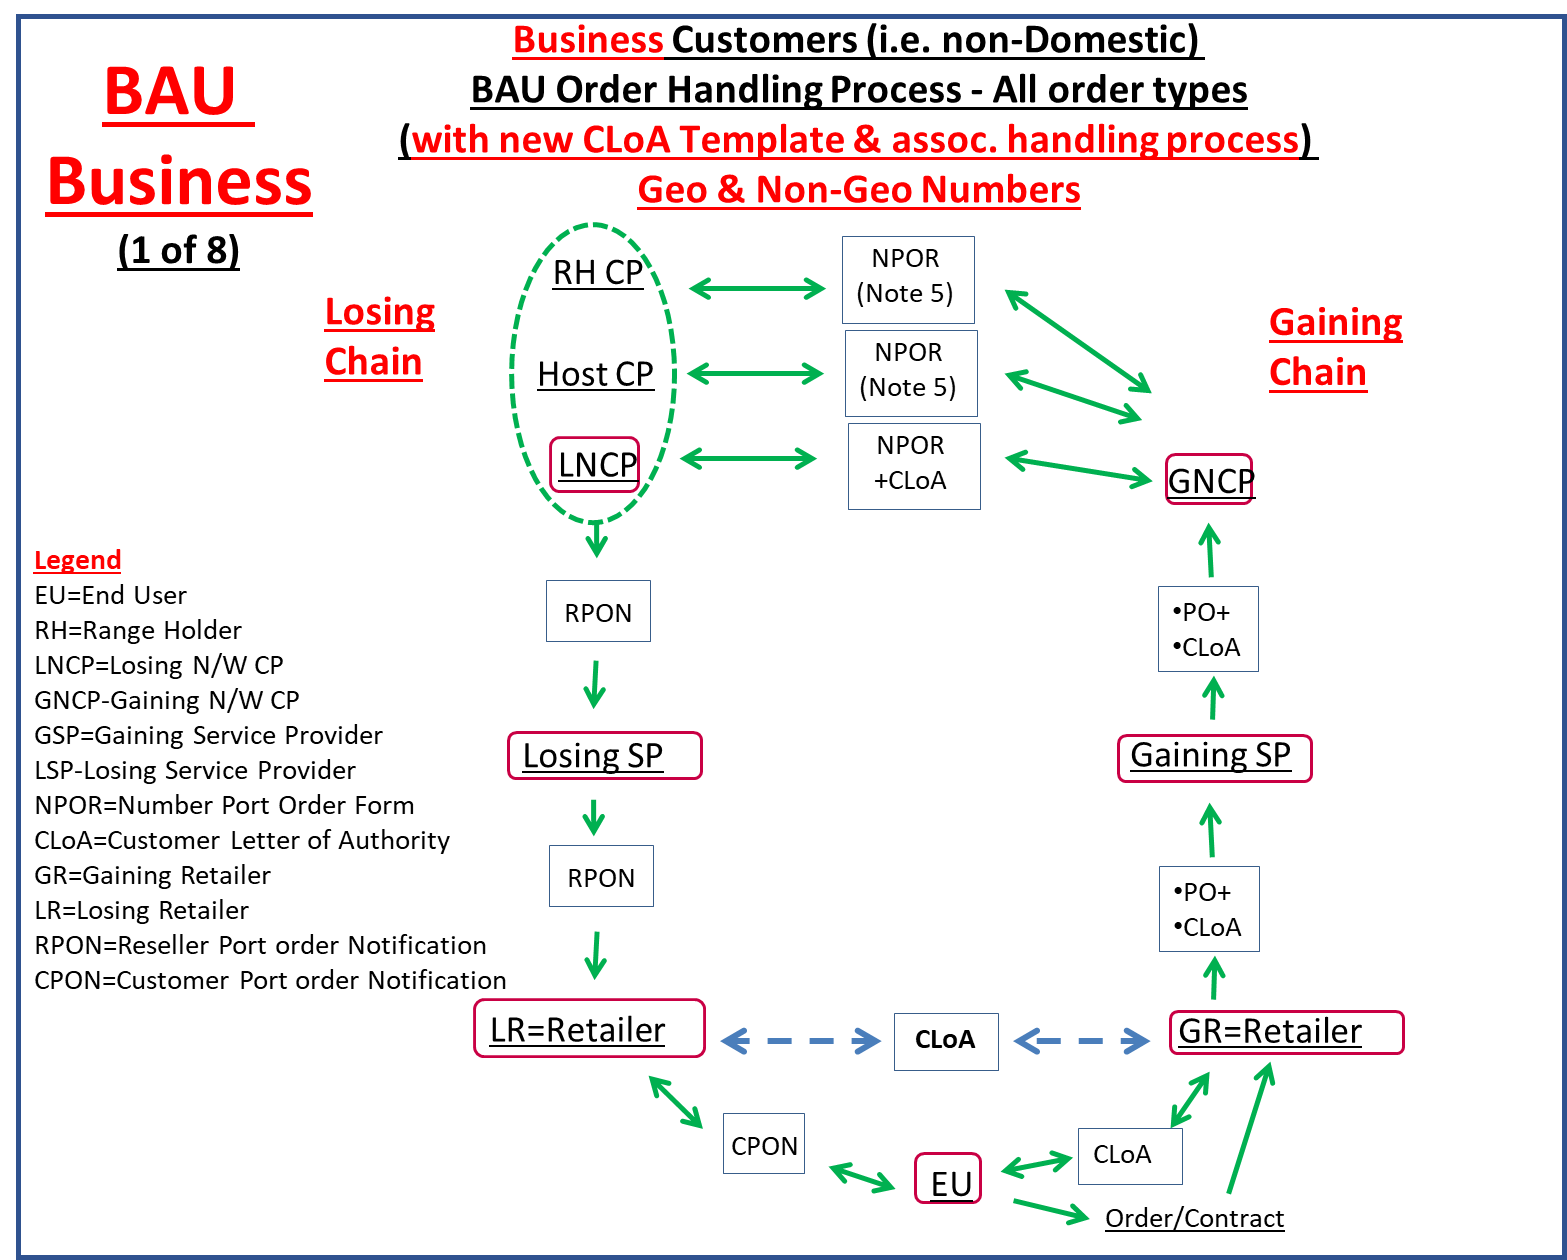 Business Customers (i.e. non-Domestic)
BAU Order Handling Process - All order types
(with new CLoA Template & assoc. handling process)
Geo & Non-Geo Numbers
BAU
Business
(1 of 8)
Losing
Chain
Gaining
Chain
RH CP
NPOR
(Note 5)
Host CP
NPOR
(Note 5)
LNCP
NPOR
+CLoA
GNCP
Legend
EU=End User
RH=Range Holder
LNCP=Losing N/W CP
GNCP-Gaining N/W CP
GSP=Gaining Service Provider
LSP-Losing Service Provider
NPOR=Number Port Order Form
CLoA=Customer Letter of Authority
GR=Gaining Retailer
LR=Losing Retailer
RPON=Reseller Port order Notification
CPON=Customer Port order Notification
RPON
•PO+
•CLoA
Losing SP
Gaining SP
RPON
•PO+
•CLoA
LR=Retailer
CLoA
GR=Retailer
CPON
EU
CLoA
Order/Contract